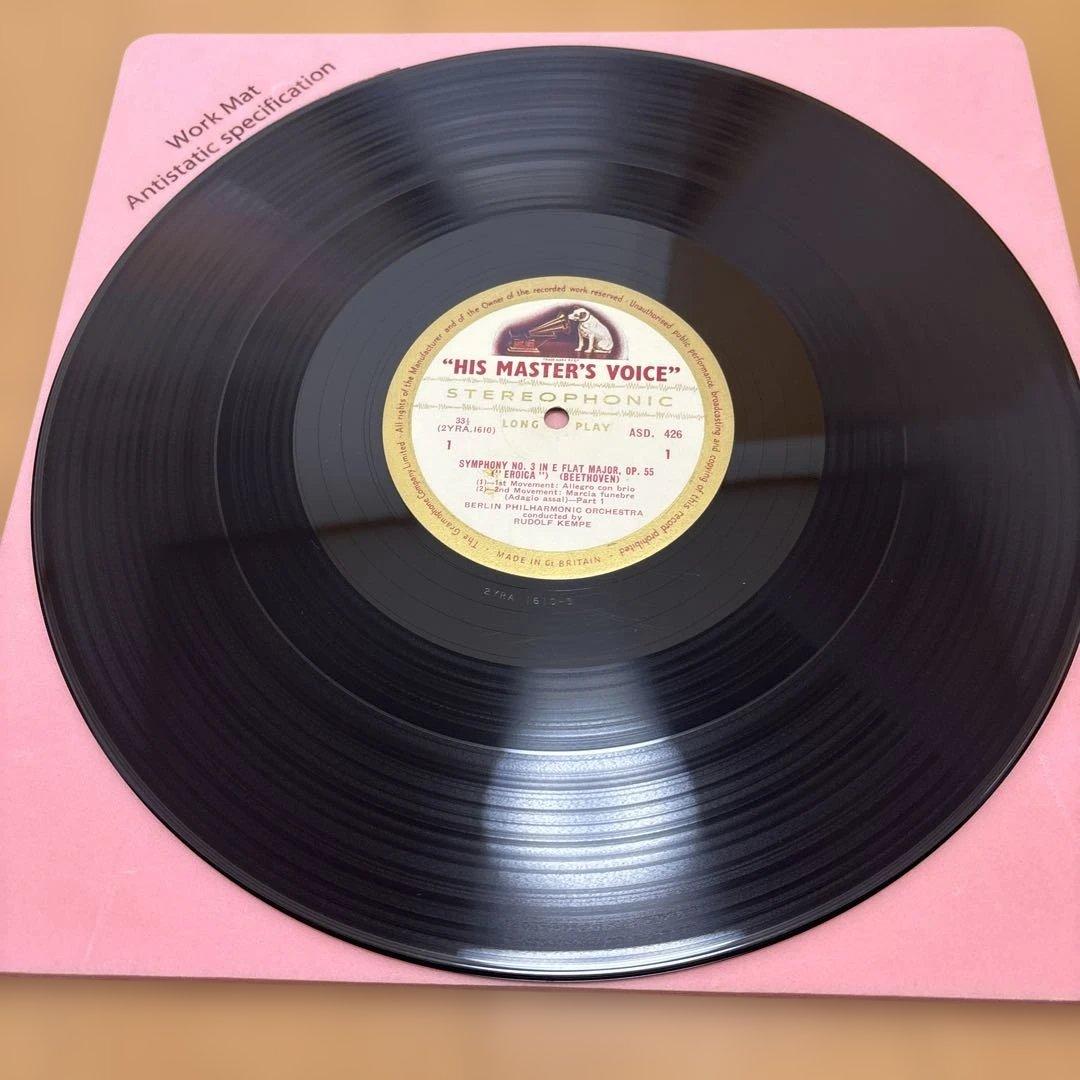 Work Mat
Antistatic specification
The Gramophone Company Limited · All rights of the Manufacturer and of the Owner of the recorded work reserved · Unauthorised public performance broadcasting and copying of this record prohibited
"HIS MASTER'S VOICE"
STEREOPHONIC
LONG PLAY
33⅓
(2YRA.1610)
ASD. 426
1
1
SYMPHONY NO. 3 IN E FLAT MAJOR, OP. 55
(" EROICA ") (BEETHOVEN)
(1)—1st Movement: Allegro con brio
(2)—2nd Movement: Marcia funebre
(Adagio assai)—Part 1
BERLIN PHILHARMONIC ORCHESTRA
conducted by
RUDOLF KEMPE
· MADE IN Gt. BRITAIN ·
2YRA 1610-3